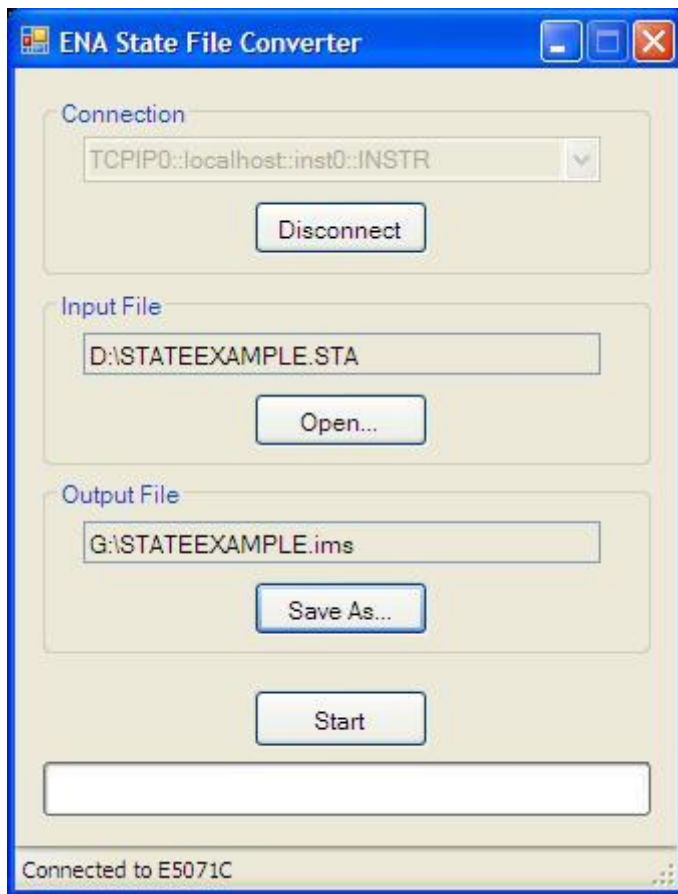 ENA State File Converter
Connection
TCPIP0::localhost::inst0::INSTR
Disconnect
Input File
D:\STATEEXAMPLE.STA
Open...
Output File
G:\STATEEXAMPLE.ims
Save As...
Start
Connected to E5071C